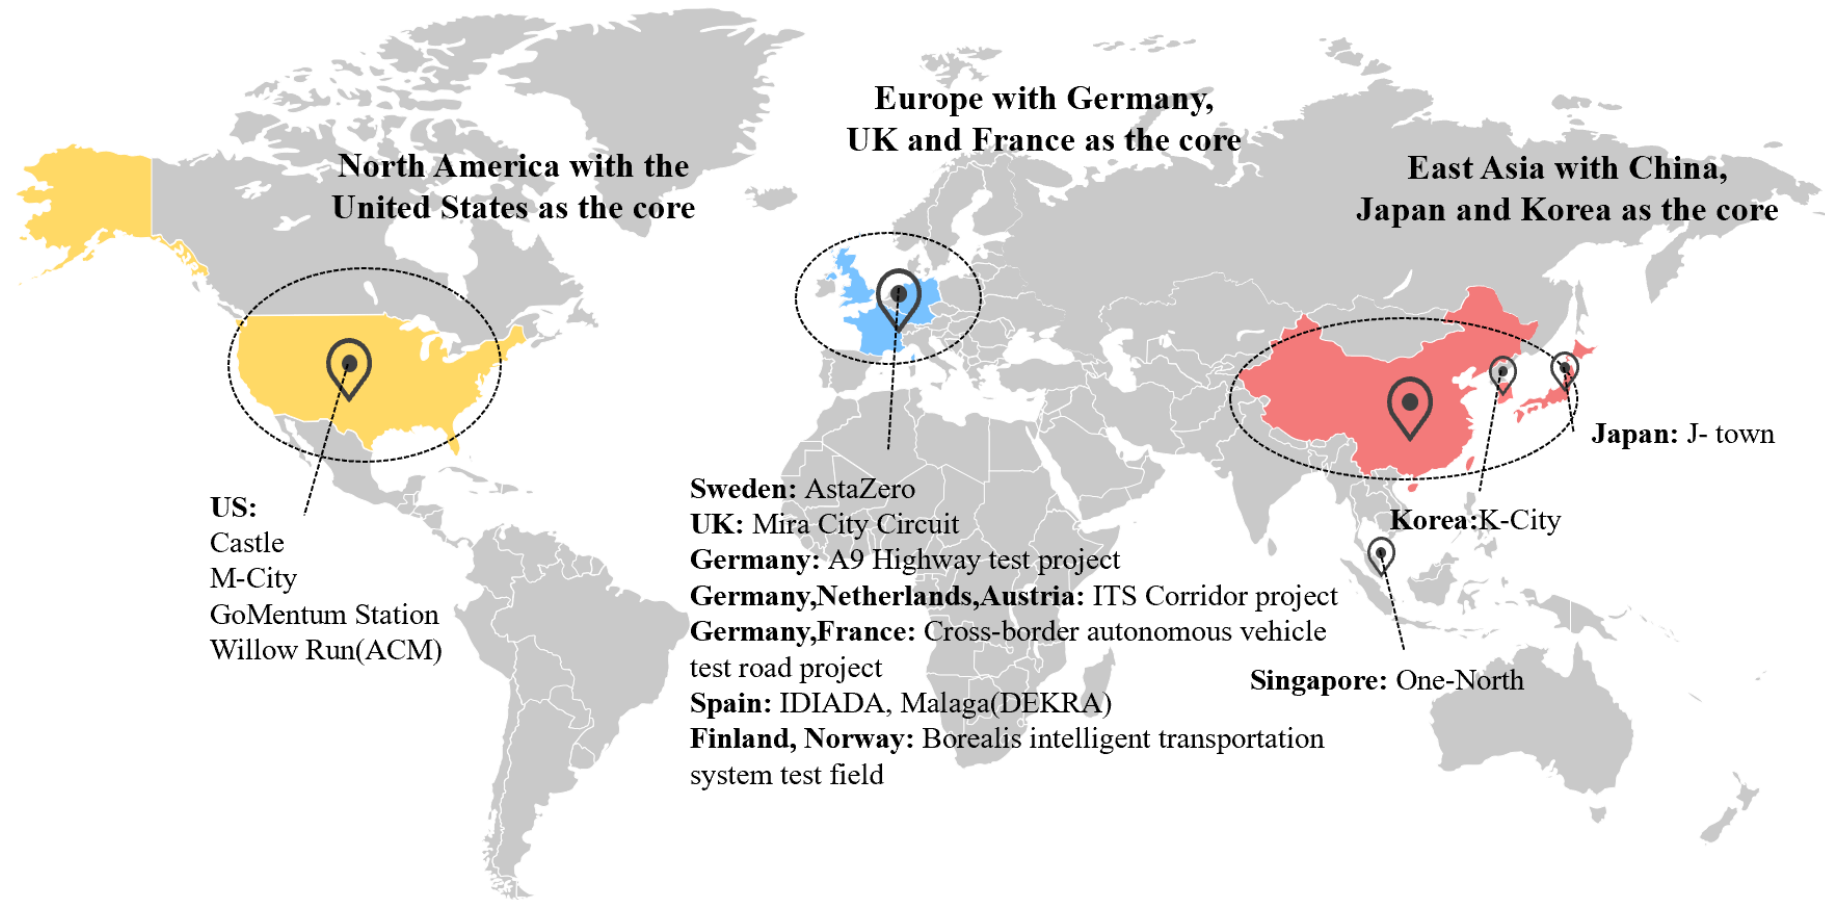 North America with the
United States as the core
Europe with Germany,
UK and France as the core
East Asia with China,
Japan and Korea as the core
US:
Castle
M-City
GoMentum Station
Willow Run(ACM)
Sweden: AstaZero
UK: Mira City Circuit
Germany: A9 Highway test project
Germany,Netherlands,Austria: ITS Corridor project
Germany,France: Cross-border autonomous vehicle
test road project
Spain: IDIADA, Malaga(DEKRA)
Finland, Norway: Borealis intelligent transportation
system test field
Japan: J- town
Korea:K-City
Singapore: One-North